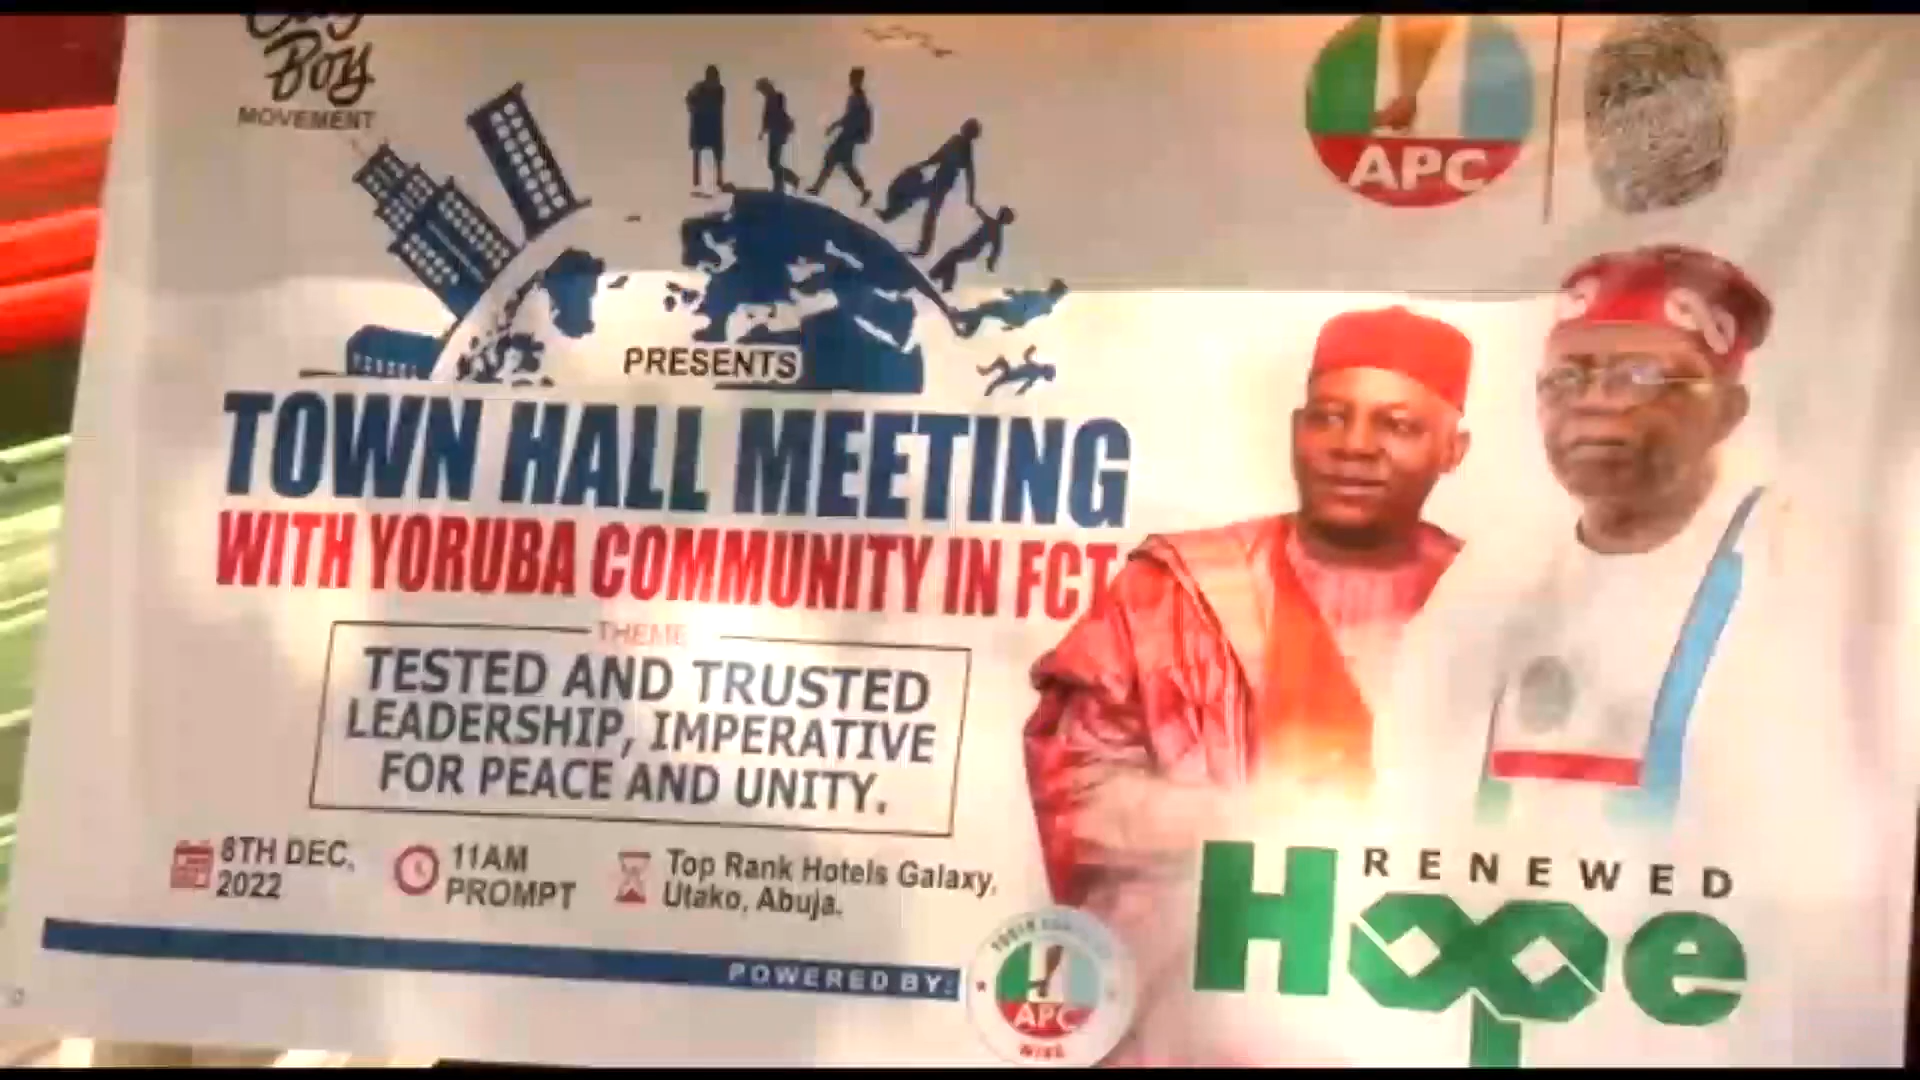 Boy
MOVEMENT
APC
PRESENTS
TOWN HALL MEETING
WITH YORUBA COMMUNITY IN FCT
THEME
TESTED AND TRUSTED
LEADERSHIP, IMPERATIVE
FOR PEACE AND UNITY.
8TH DEC,
2022
11AM
PROMPT
Top Rank Hotels Galaxy,
Utako, Abuja.
POWERED BY:
APC
RENEWED
Hope